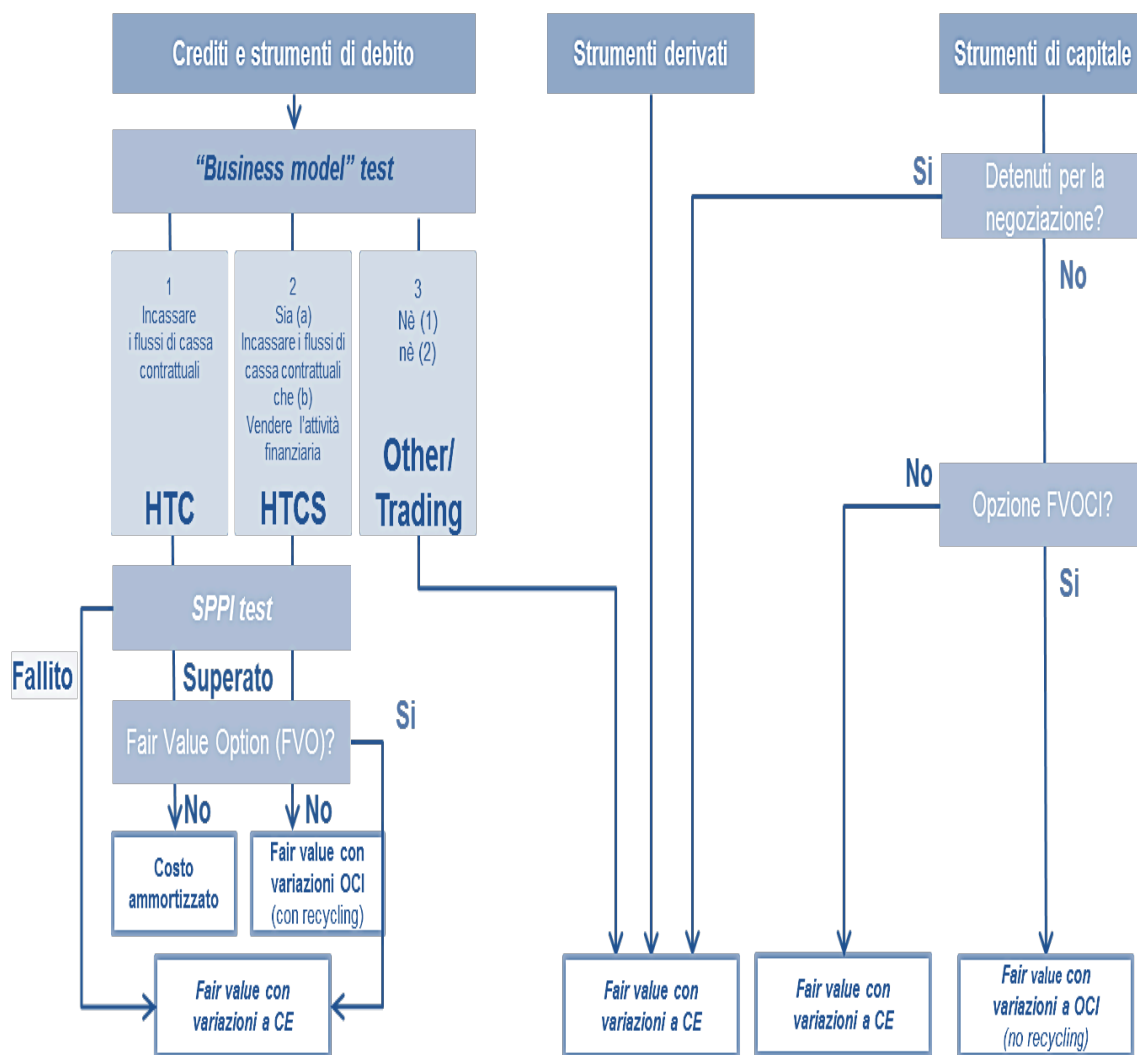 Crediti e strumenti di debito
Strumenti derivati
Strumenti di capitale
“Business model” test
Si
Detenuti per la
negoziazione?
No
1
Incassare
i flussi di cassa
contrattuali
HTC
2
Sia (a)
Incassare i flussi di
cassa contrattuali
che (b)
Vendere l'attività
finanziaria
HTCS
3
Nè (1)
nè (2)
Other/
Trading
No
Opzione FVOCI?
Si
SPPI test
Fallito
Superato
Fair Value Option (FVO)?
Si
No
No
Costo
ammortizzato
Fair value con
variazioni OCI
(con recycling)
Fair value con
variazioni a CE
Fair value con
variazioni a CE
Fair value con
variazioni a CE
Fair value con
variazioni a OCI
(no recycling)